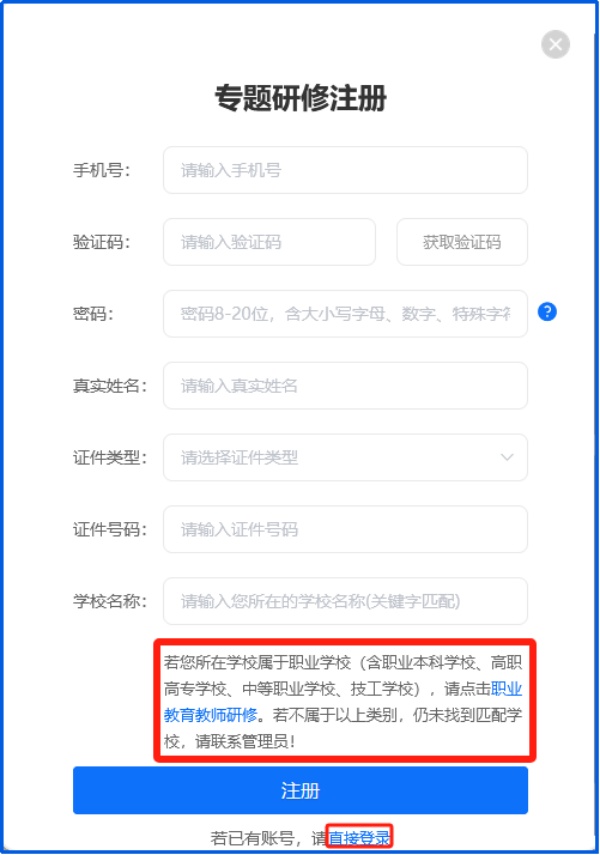 专题研修注册
手机号： 请输入手机号
验证码： 请输入验证码 获取验证码
密码： 密码8-20位，含大小写字母、数字、特殊字符 ?
真实姓名： 请输入真实姓名
证件类型： 请选择证件类型
证件号码： 请输入证件号码
学校名称： 请输入您所在的学校名称(关键字匹配)
若您所在学校属于职业学校（含职业本科学校、高职
高专学校、中等职业学校、技工学校），请点击职业
教育教师研修。若不属于以上类别，仍未找到匹配学
校，请联系管理员！
注册
若已有账号，请直接登录